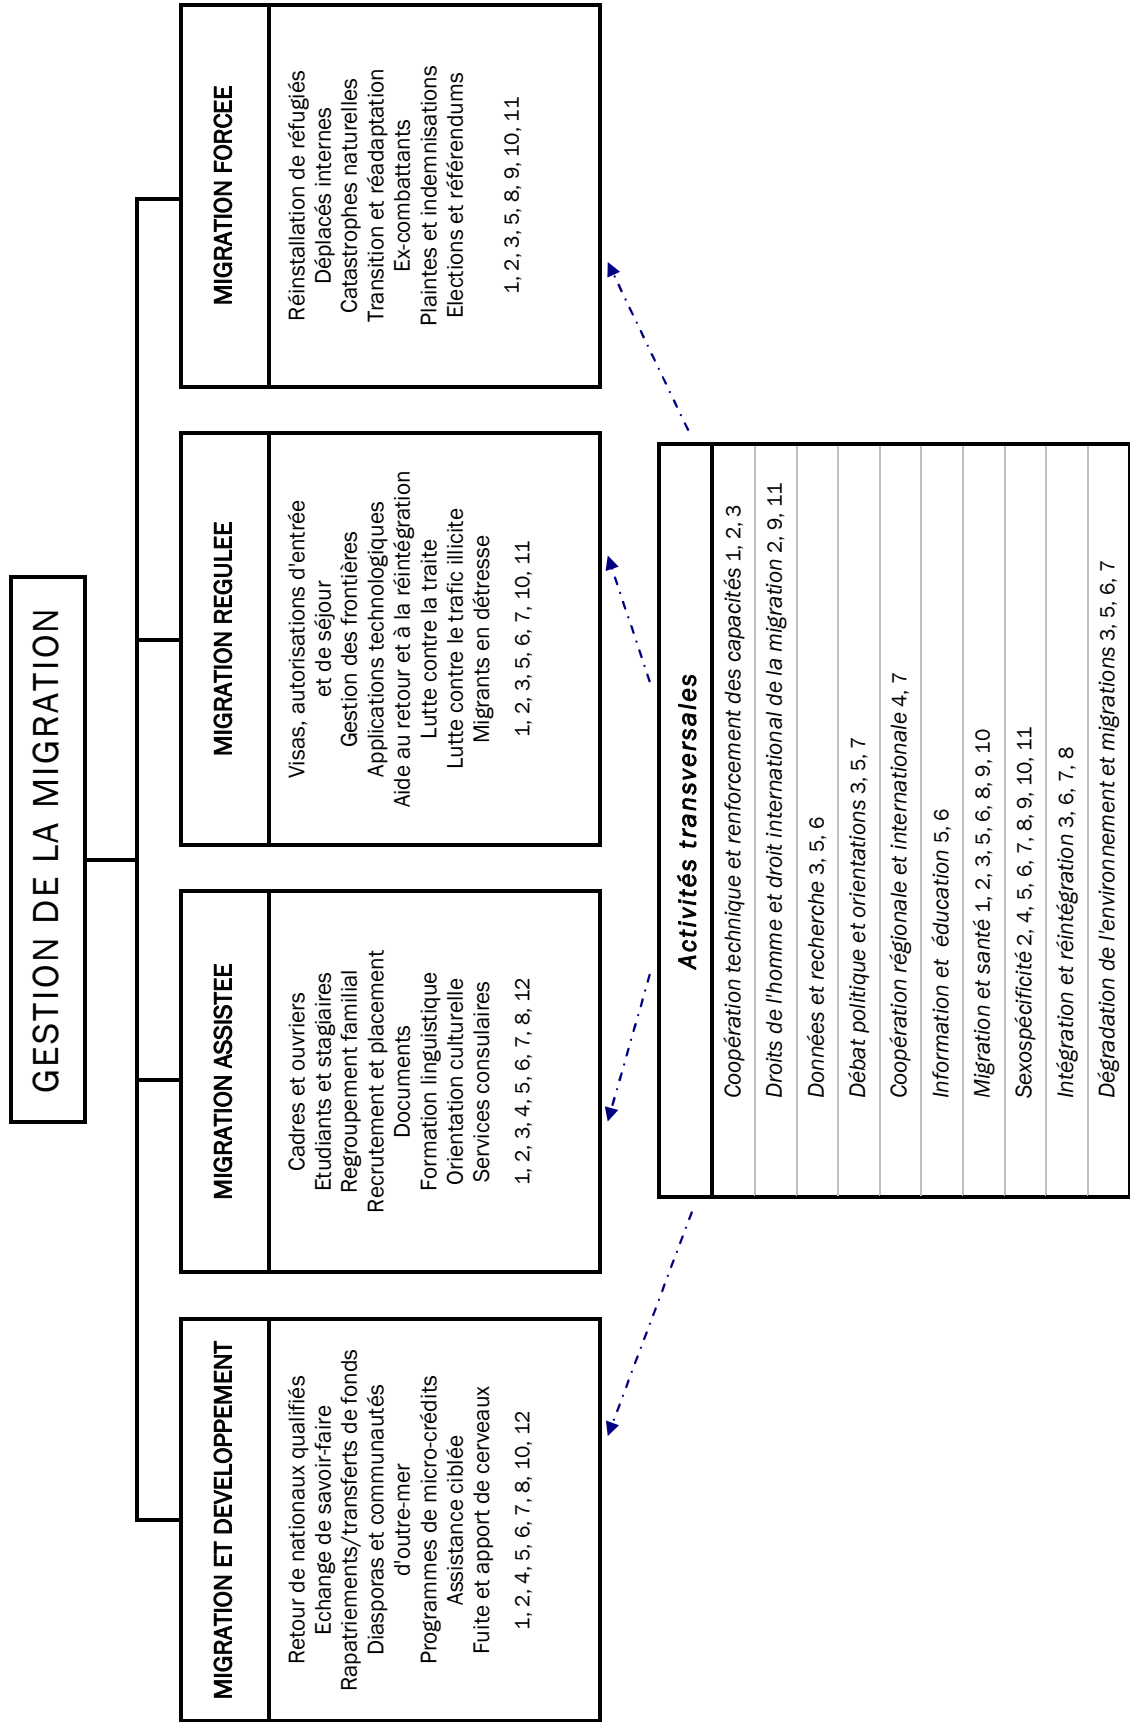 GESTION DE LA MIGRATION
MIGRATION ET DEVELOPPEMENT
Retour de nationaux qualifiés
Echange de savoir-faire
Rapatriements/transferts de fonds
Diasporas et communautés
d'outre-mer
Programmes de micro-crédits
Assistance ciblée
Fuite et apport de cerveaux
1, 2, 4, 5, 6, 7, 8, 10, 12
MIGRATION ASSISTEE
Cadres et ouvriers
Etudiants et stagiaires
Regroupement familial
Recrutement et placement
Documents
Formation linguistique
Orientation culturelle
Services consulaires
1, 2, 3, 4, 5, 6, 7, 8, 12
MIGRATION REGULEE
Visas, autorisations d'entrée
et de séjour
Gestion des frontières
Applications technologiques
Aide au retour et à la réintégration
Lutte contre la traite
Lutte contre le trafic illicite
Migrants en détresse
1, 2, 3, 5, 6, 7, 10, 11
MIGRATION FORCEE
Réinstallation de réfugiés
Déplacés internes
Catastrophes naturelles
Transition et réadaptation
Ex-combattants
Plaintes et indemnisations
Elections et référendums
1, 2, 3, 5, 8, 9, 10, 11
Activités transversales
Coopération technique et renforcement des capacités 1, 2, 3
Droits de l'homme et droit international de la migration 2, 9, 11
Données et recherche 3, 5, 6
Débat politique et orientations 3, 5, 7
Coopération régionale et internationale 4, 7
Information et éducation 5, 6
Migration et santé 1, 2, 3, 5, 6, 8, 9, 10
Sexospécificité 2, 4, 5, 6, 7, 8, 9, 10, 11
Intégration et réintégration 3, 6, 7, 8
Dégradation de l'environnement et migrations 3, 5, 6, 7